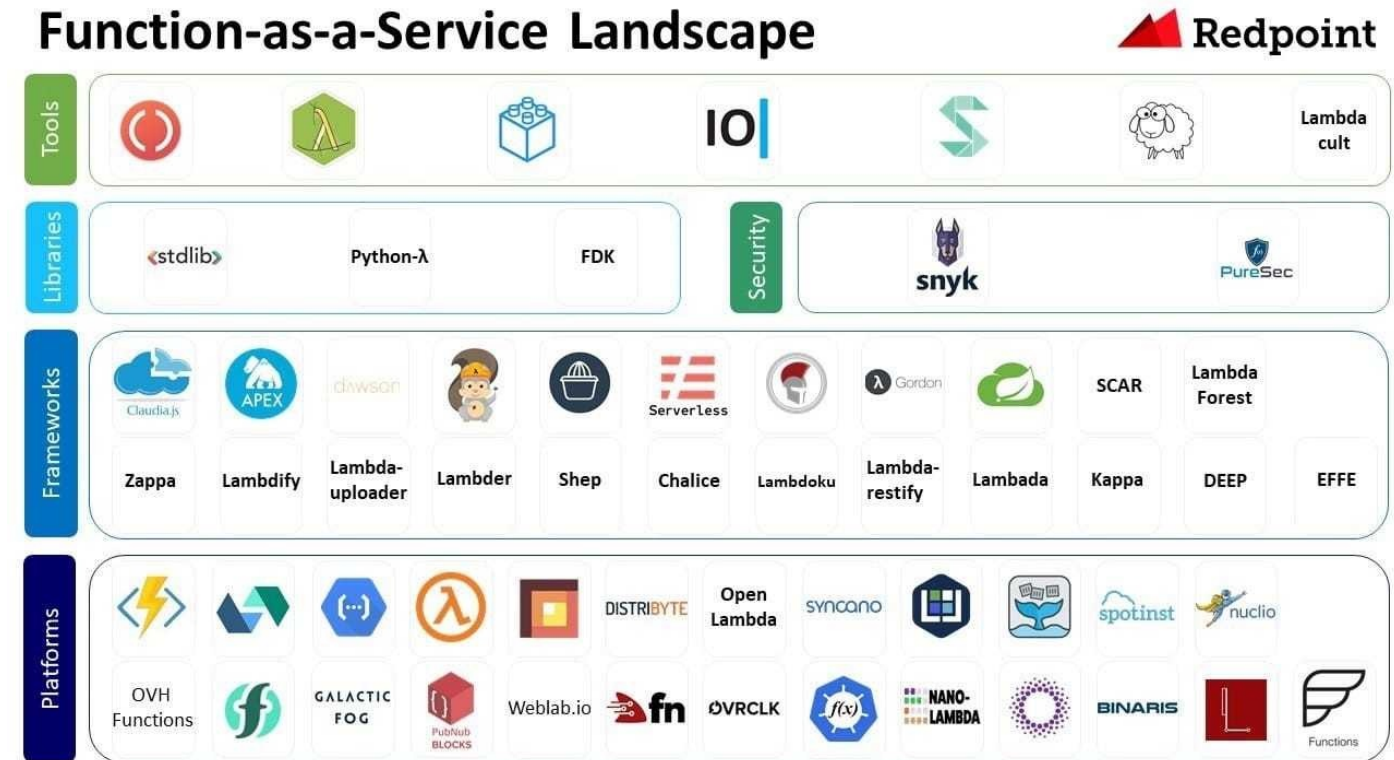 Function-as-a-Service Landscape
Redpoint
Tools
IO|
Lambda
cult
Libraries
<stdlib>
Python-λ
FDK
Security
snyk
PureSec
Frameworks
Claudia.js
APEX
dawson
Serverless
λ Gordon
SCAR
Lambda
Forest
Zappa
Lambdify
Lambda-
uploader
Lambder
Shep
Chalice
Lambdoku
Lambda-
restify
Lambada
Kappa
DEEP
EFFE
Platforms
λ
DISTRIBYTE
Open
Lambda
SYNCANO
spotinst
nuclio
OVH
Functions
f
GALACTIC
FOG
PubNub
BLOCKS
Weblab.io
fn
ØVRCLK
f(x)
NANO-
LAMBDA
BINARIS
L
Functions